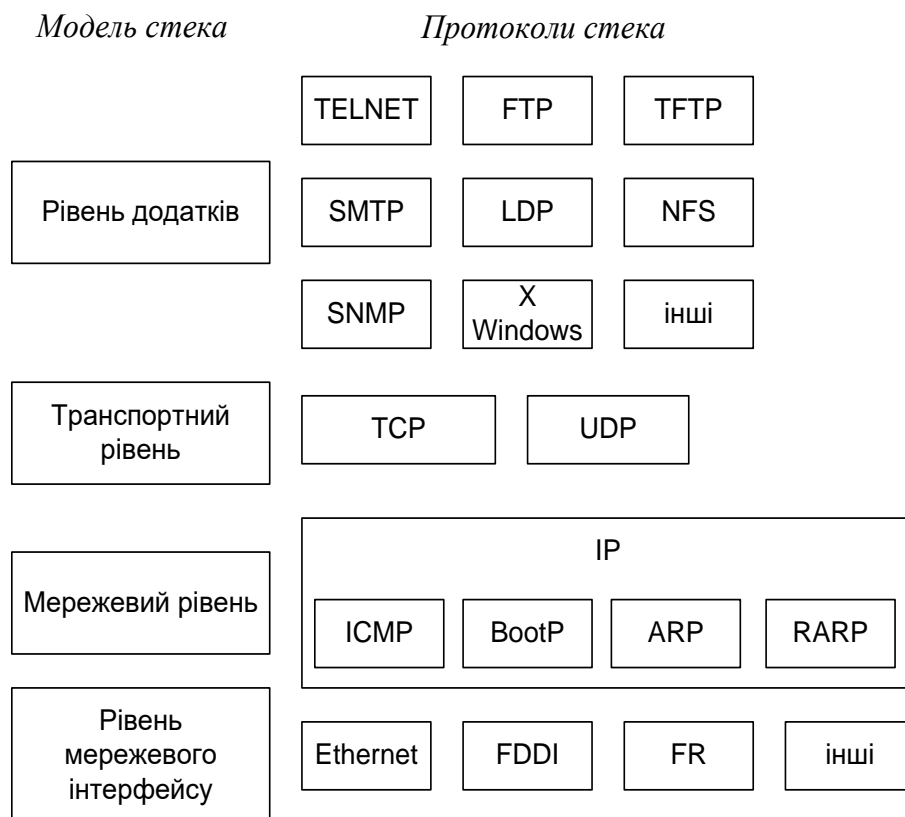 Модель стека
Протоколи стека
TELNET
FTP
TFTP
Рівень додатків
SMTP
LDP
NFS
SNMP
X
Windows
інші
Транспортний
рівень
TCP
UDP
IP
Мережевий рівень
ICMP
BootP
ARP
RARP
Рівень
мережевого
інтерфейсу
Ethernet
FDDI
FR
інші